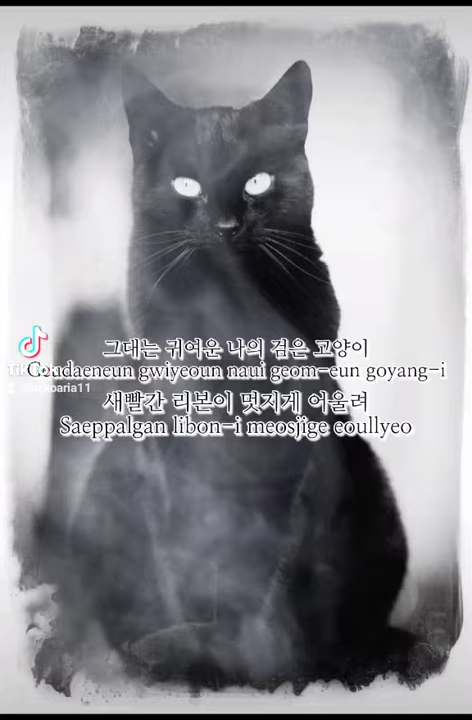 그대는 귀여운 나의 검은 고양이
Geudaeneun gwiyeoun naui geom-eun goyang-i
새빨간 리본이 멋지게 어울려
Saeppalgan libon-i meosjige eoullyeo